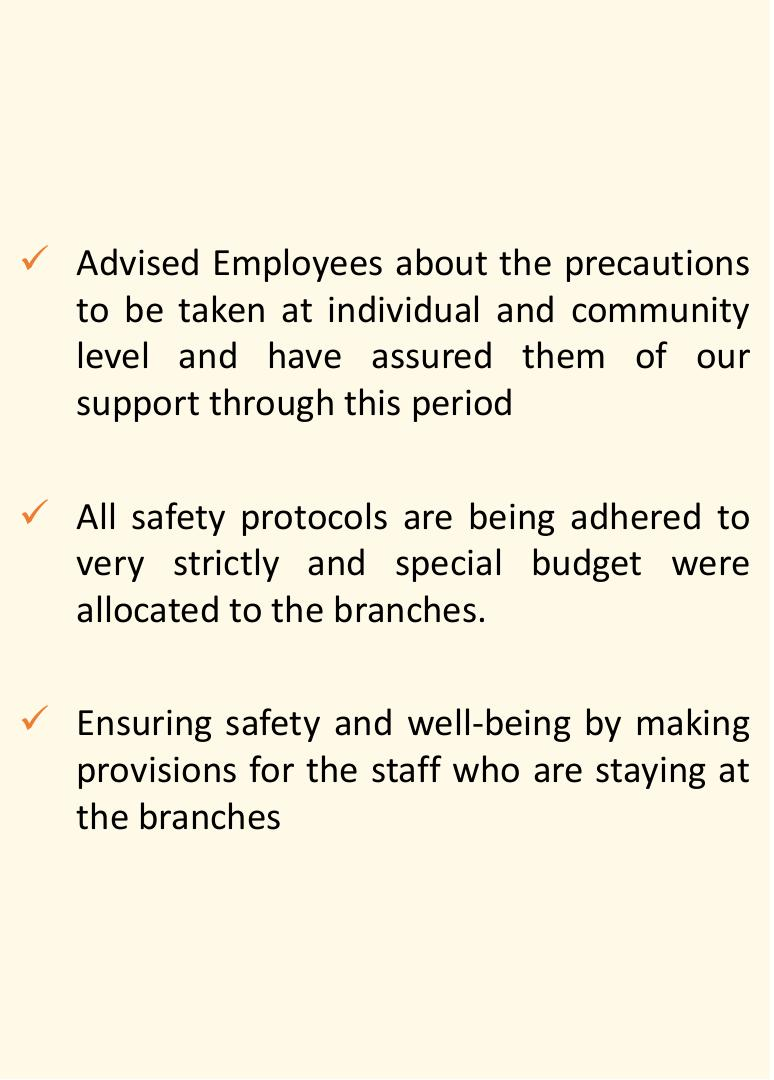 ✓ Advised Employees about the precautions
to be taken at individual and community
level and have assured them of our
support through this period
✓ All safety protocols are being adhered to
very strictly and special budget were
allocated to the branches.
✓ Ensuring safety and well-being by making
provisions for the staff who are staying at
the branches